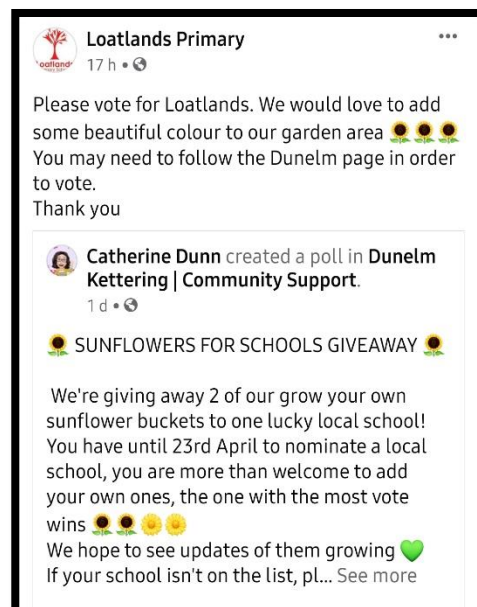 Loatlands Primary
17 h •
Please vote for Loatlands. We would love to add
some beautiful colour to our garden area 🌻🌻🌻
You may need to follow the Dunelm page in order
to vote.
Thank you
Catherine Dunn created a poll in Dunelm
Kettering | Community Support.
1 d •
🌻 SUNFLOWERS FOR SCHOOLS GIVEAWAY 🌻
We're giving away 2 of our grow your own
sunflower buckets to one lucky local school!
You have until 23rd April to nominate a local
school, you are more than welcome to add
your own ones, the one with the most vote
wins 🌻🌻🌼🌼
We hope to see updates of them growing 💚
If your school isn't on the list, pl... See more